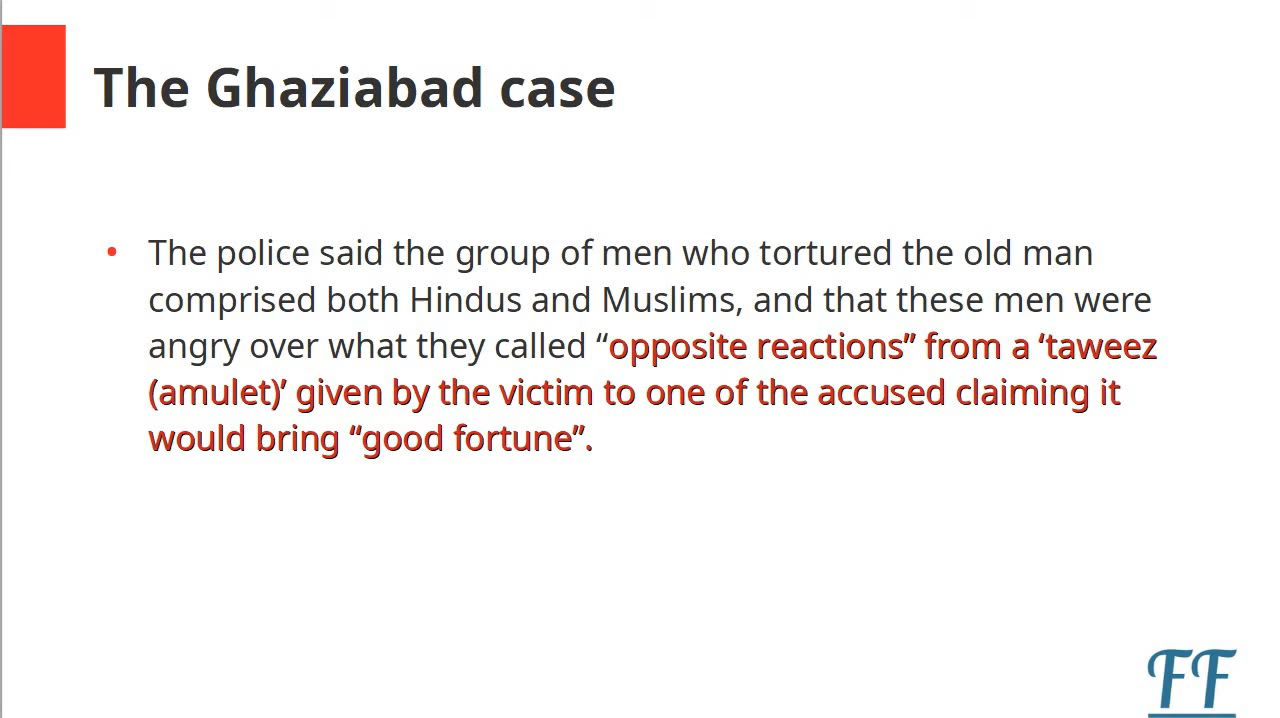 The Ghaziabad case
• The police said the group of men who tortured the old man
comprised both Hindus and Muslims, and that these men were
angry over what they called “opposite reactions” from a ‘taweez
(amulet)’ given by the victim to one of the accused claiming it
would bring “good fortune”.
FF